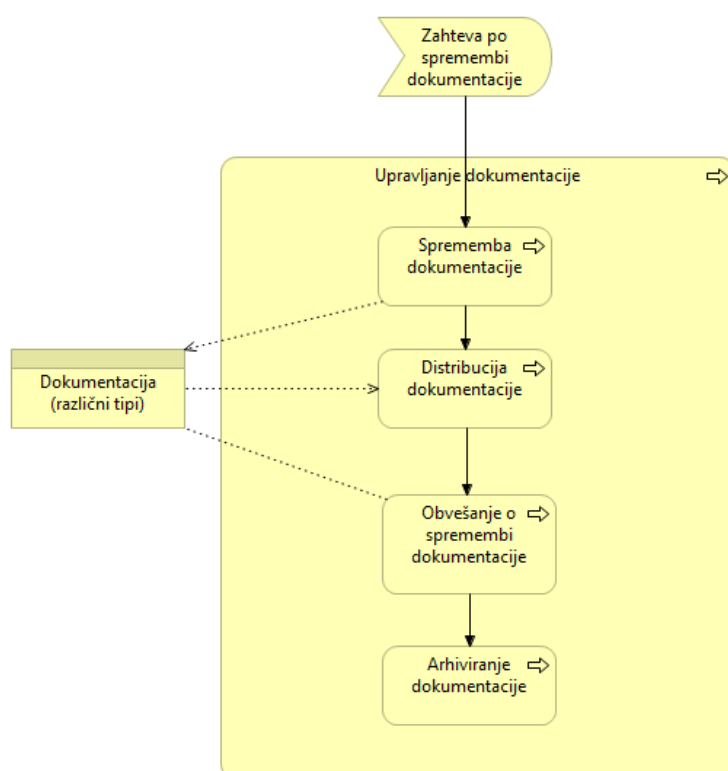 Zahteva po
spremembi
dokumentacije
Upravljanje dokumentacije
Sprememba
dokumentacije
Dokumentacija
(različni tipi)
Distribucija
dokumentacije
Obvešanje o
spremembi
dokumentacije
Arhiviranje
dokumentacije